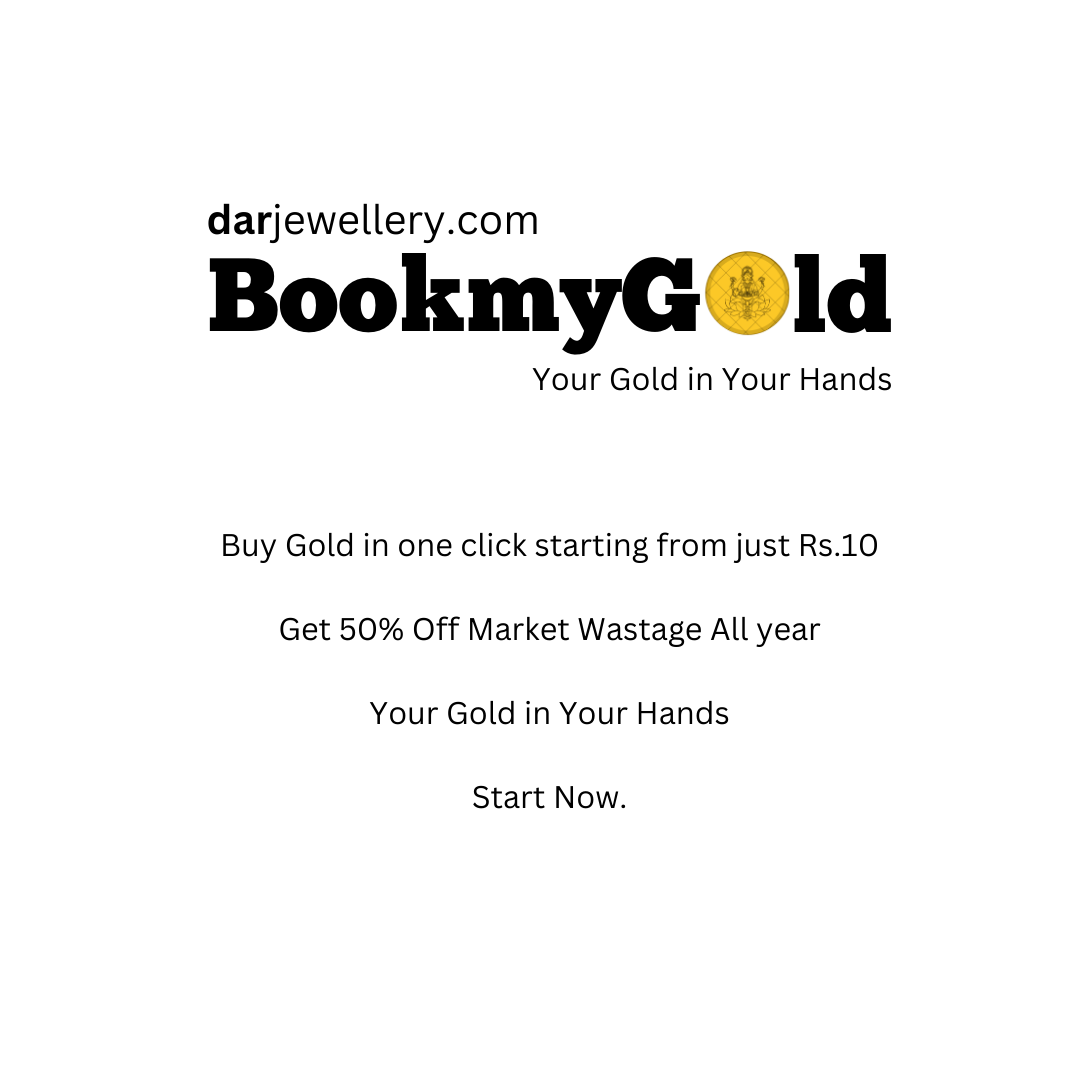 darjewellery.com
BookmyGold
Your Gold in Your Hands
Buy Gold in one click starting from just Rs.10
Get 50% Off Market Wastage All year
Your Gold in Your Hands
Start Now.